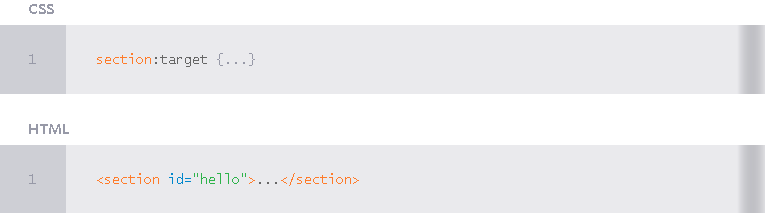 CSS
1 section:target {...}
HTML
1 <section id="hello">...</section>